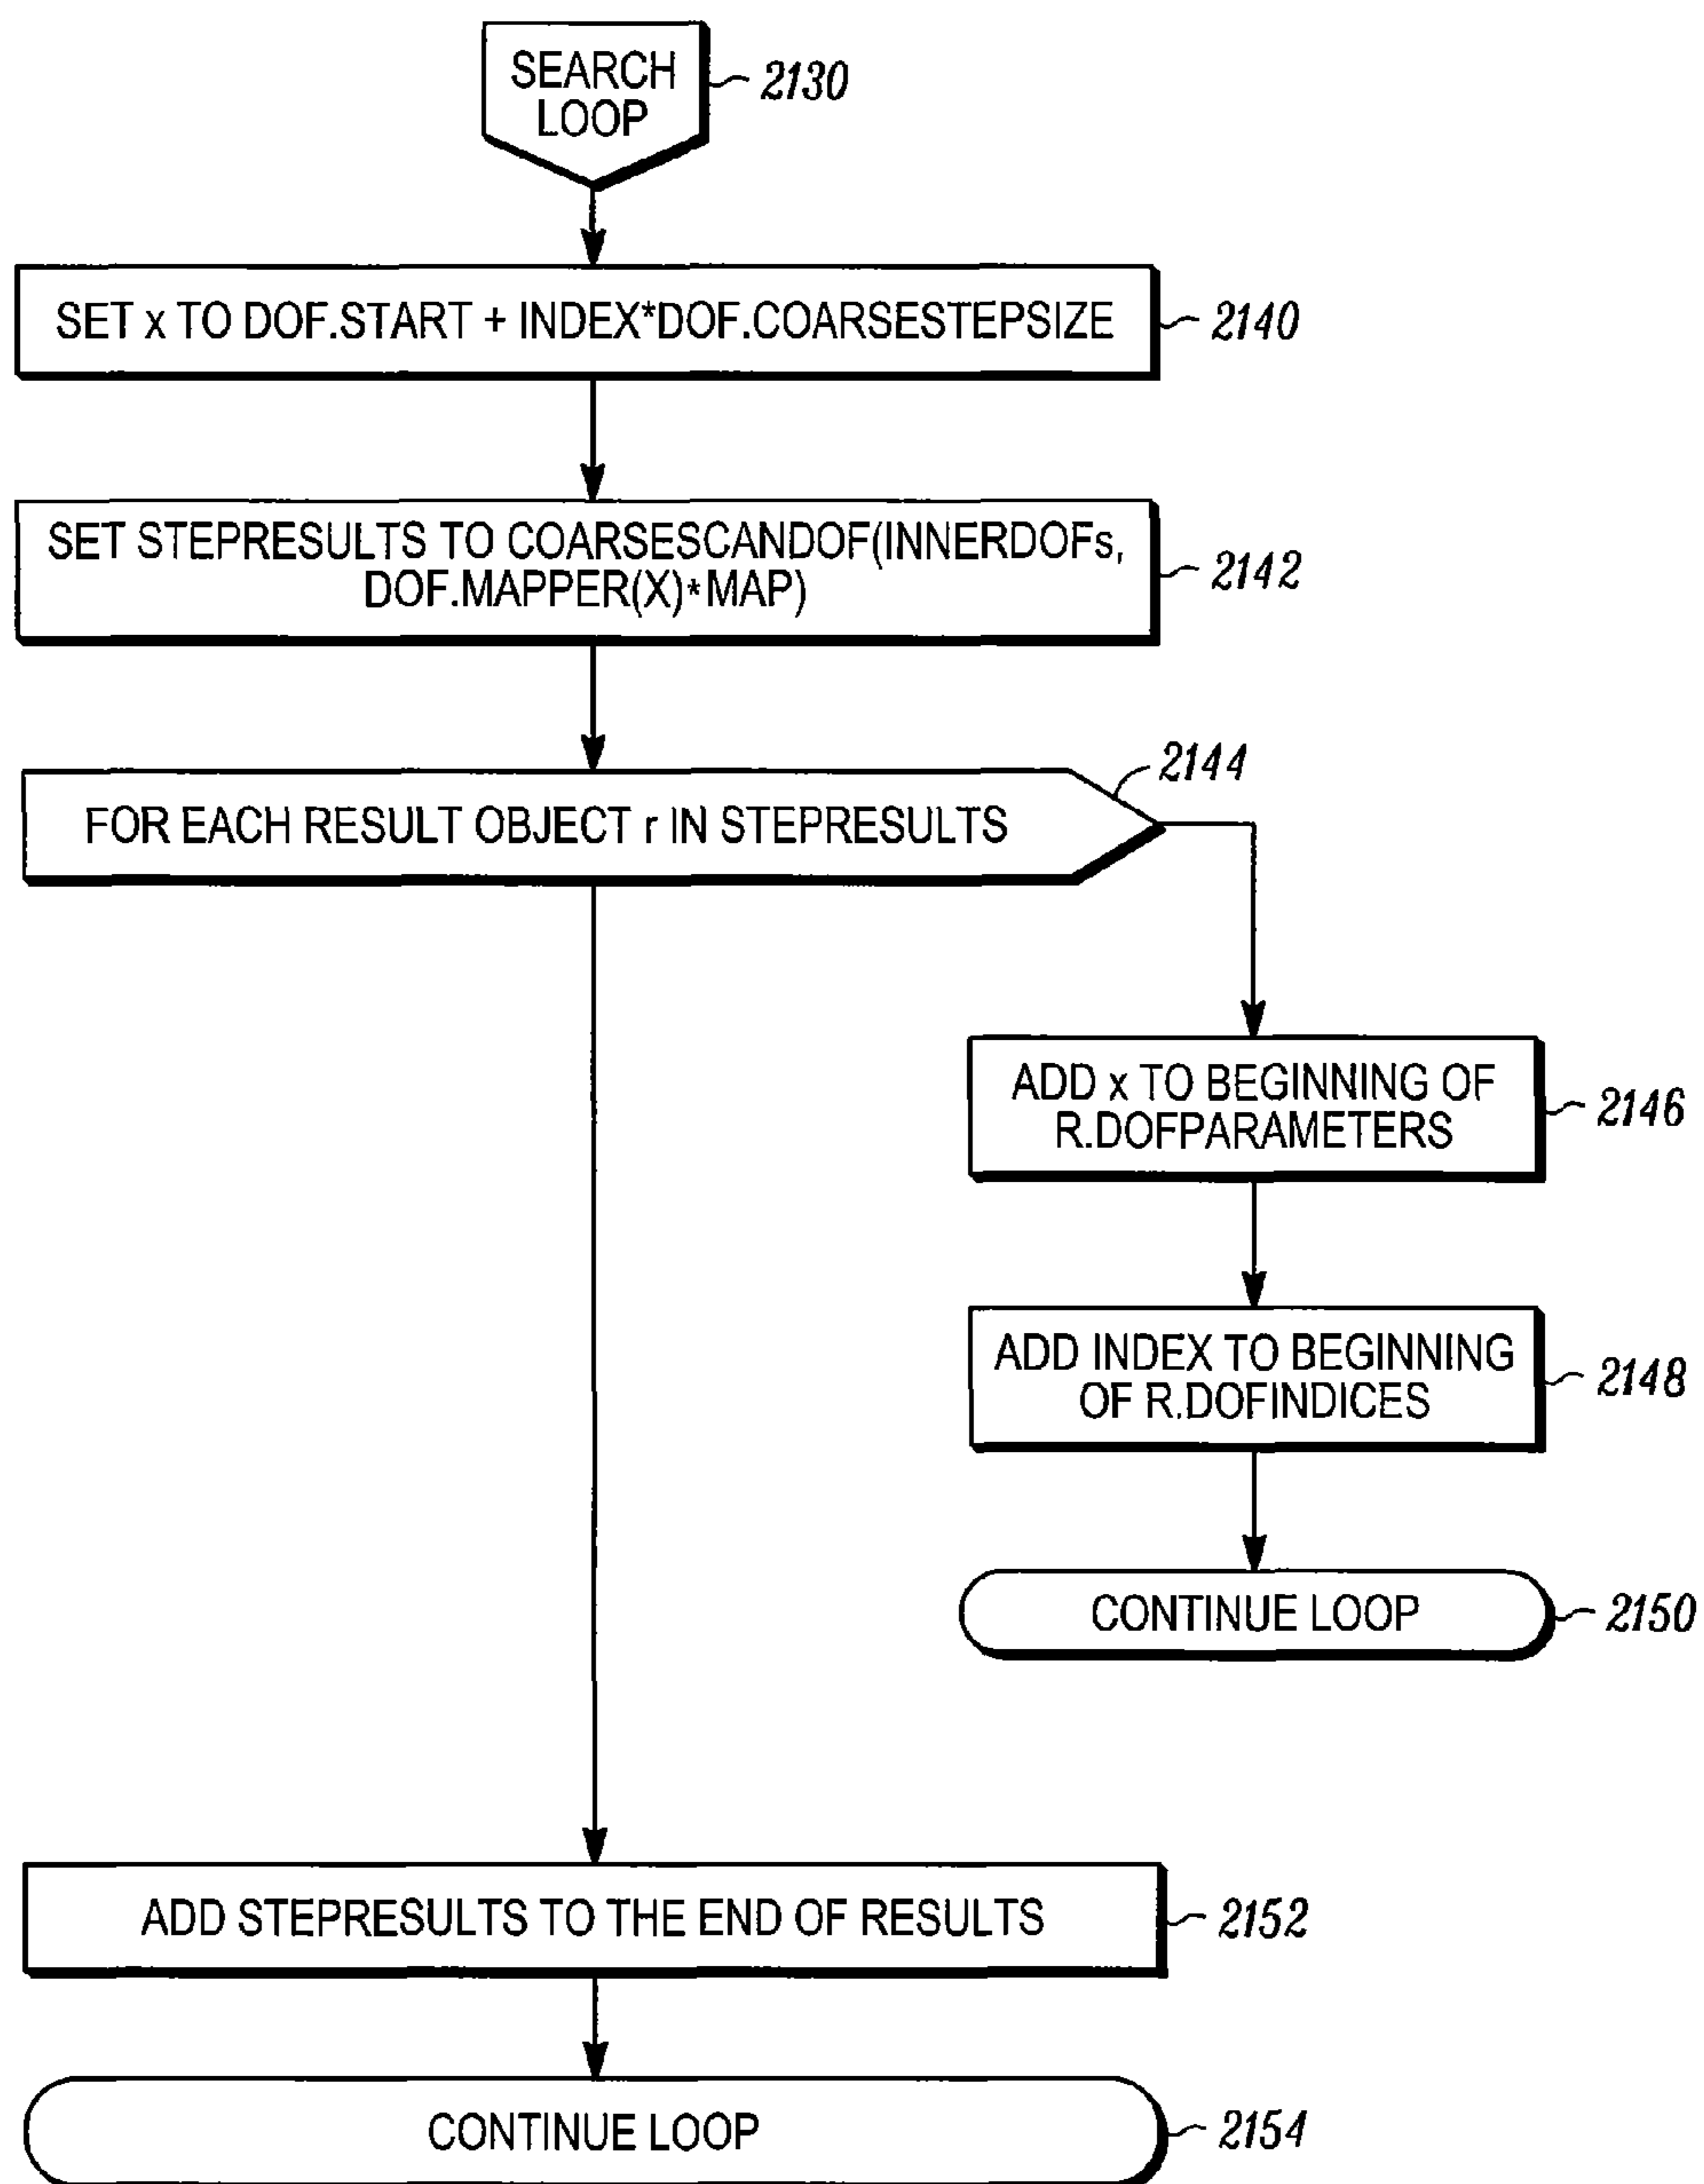 SEARCH
LOOP
2130
SET x TO DOF.START + INDEX*DOF.COARSESTEPSIZE
2140
SET STEPRESULTS TO COARSESCANDOF(INNERDOFs,
DOF.MAPPER(X)*MAP)
2142
2144
FOR EACH RESULT OBJECT r IN STEPRESULTS
ADD x TO BEGINNING OF
R.DOFPARAMETERS
2146
ADD INDEX TO BEGINNING
OF R.DOFINDICES
2148
CONTINUE LOOP
2150
ADD STEPRESULTS TO THE END OF RESULTS
2152
CONTINUE LOOP
2154